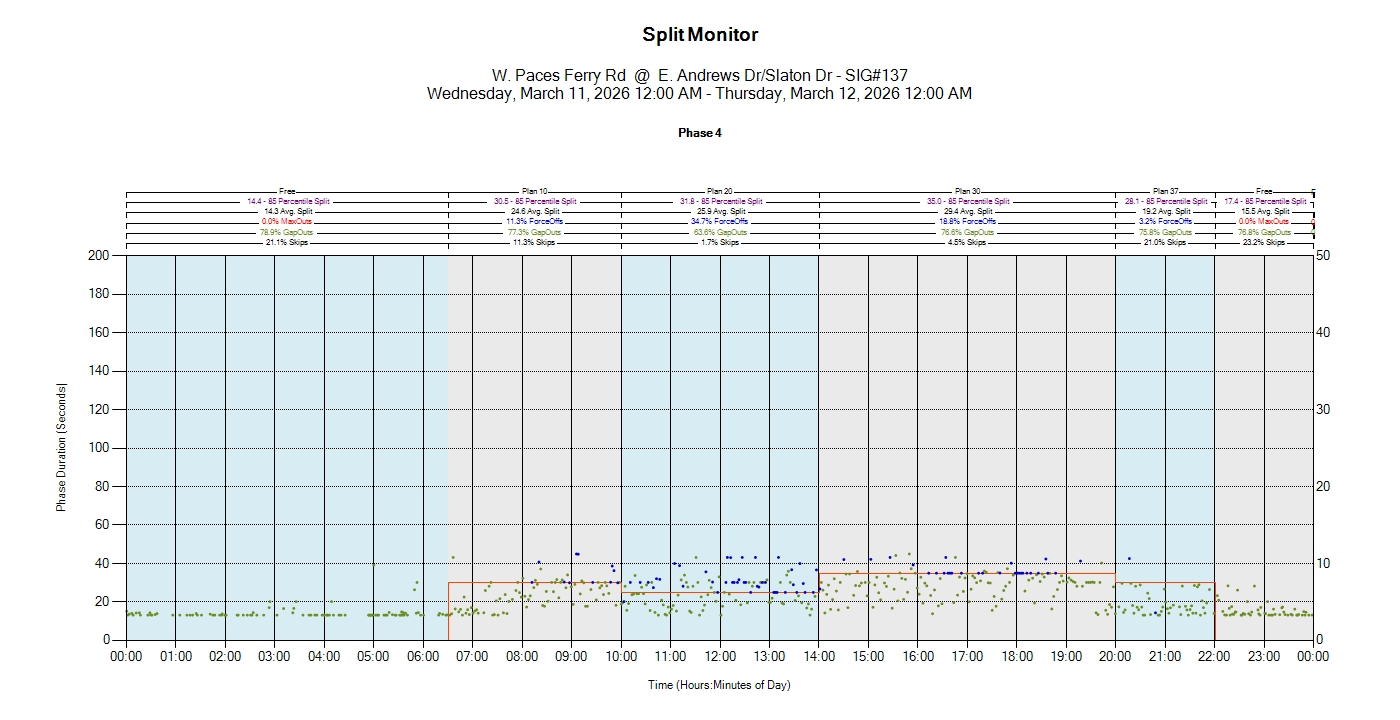 Split Monitor
W. Paces Ferry Rd @ E. Andrews Dr/Slaton Dr - SIG#137
Wednesday, March 11, 2026 12:00 AM - Thursday, March 12, 2026 12:00 AM
Phase 4
Free Plan 10 Plan 20 Plan 30 Plan 37 Free
14.4 - 85 Percentile Split 30.5 - 85 Percentile Split 31.8 - 85 Percentile Split 35.0 - 85 Percentile Split 28.1 - 85 Percentile Split 17.4 - 85 Percentile Split
14.3 Avg. Split 24.6 Avg. Split 25.9 Avg. Split 29.4 Avg. Split 19.2 Avg. Split 15.5 Avg. Split
0.0% MaxOuts 11.3% ForceOffs 34.7% ForceOffs 18.8% ForceOffs 3.2% ForceOffs 0.0% MaxOuts
78.9% GapOuts 77.3% GapOuts 63.6% GapOuts 76.6% GapOuts 75.8% GapOuts 76.8% GapOuts
21.1% Skips 11.3% Skips 1.7% Skips 4.5% Skips 21.0% Skips 23.2% Skips
200 50
180
160 40
140
120 30
100
80 20
60
40 10
20
0 0
Phase Duration (Seconds)
00:00 01:00 02:00 03:00 04:00 05:00 06:00 07:00 08:00 09:00 10:00 11:00 12:00 13:00 14:00 15:00 16:00 17:00 18:00 19:00 20:00 21:00 22:00 23:00 00:00
Time (Hours:Minutes of Day)